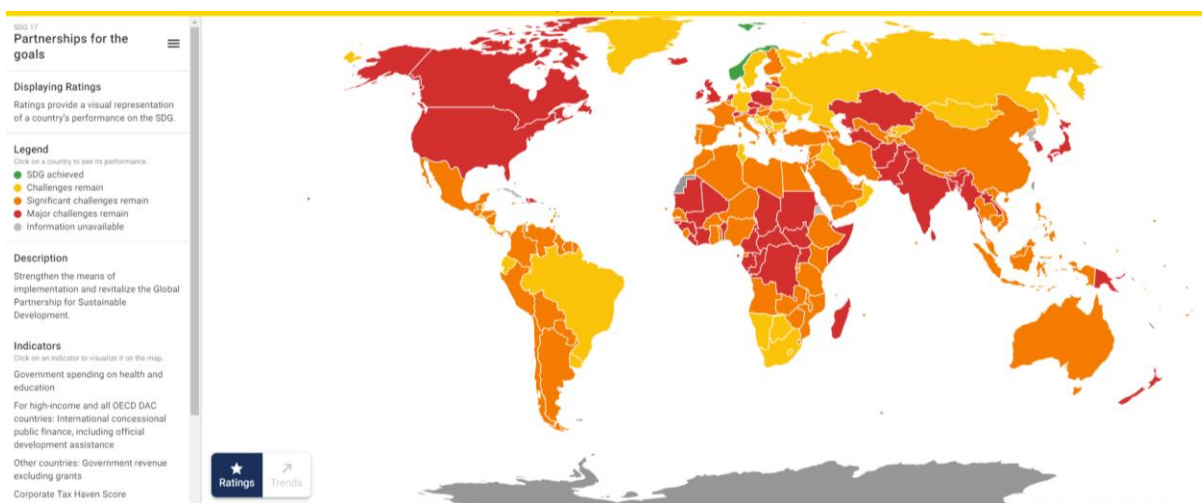 SDG 17
Partnerships for the
goals
Displaying Ratings
Ratings provide a visual representation
of a country's performance on the SDG.
Legend
Click on a country to see its performance.
SDG achieved
Challenges remain
Significant challenges remain
Major challenges remain
Information unavailable
Description
Strengthen the means of
implementation and revitalize the Global
Partnership for Sustainable
Development.
Indicators
Click on an indicator to visualize it on the map.
Government spending on health and
education
For high-income and all OECD DAC
countries: International concessional
public finance, including official
development assistance
Other countries: Government revenue
excluding grants
Corporate Tax Haven Score
Ratings
Trends